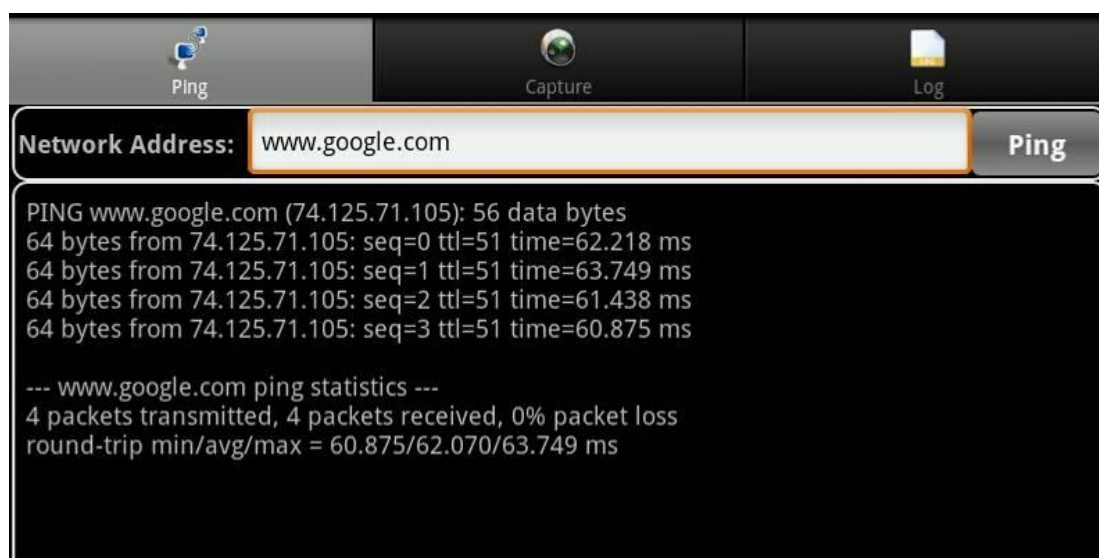 Ping
Capture
Log
Network Address: www.google.com Ping
PING www.google.com (74.125.71.105): 56 data bytes
64 bytes from 74.125.71.105: seq=0 ttl=51 time=62.218 ms
64 bytes from 74.125.71.105: seq=1 ttl=51 time=63.749 ms
64 bytes from 74.125.71.105: seq=2 ttl=51 time=61.438 ms
64 bytes from 74.125.71.105: seq=3 ttl=51 time=60.875 ms
--- www.google.com ping statistics ---
4 packets transmitted, 4 packets received, 0% packet loss
round-trip min/avg/max = 60.875/62.070/63.749 ms